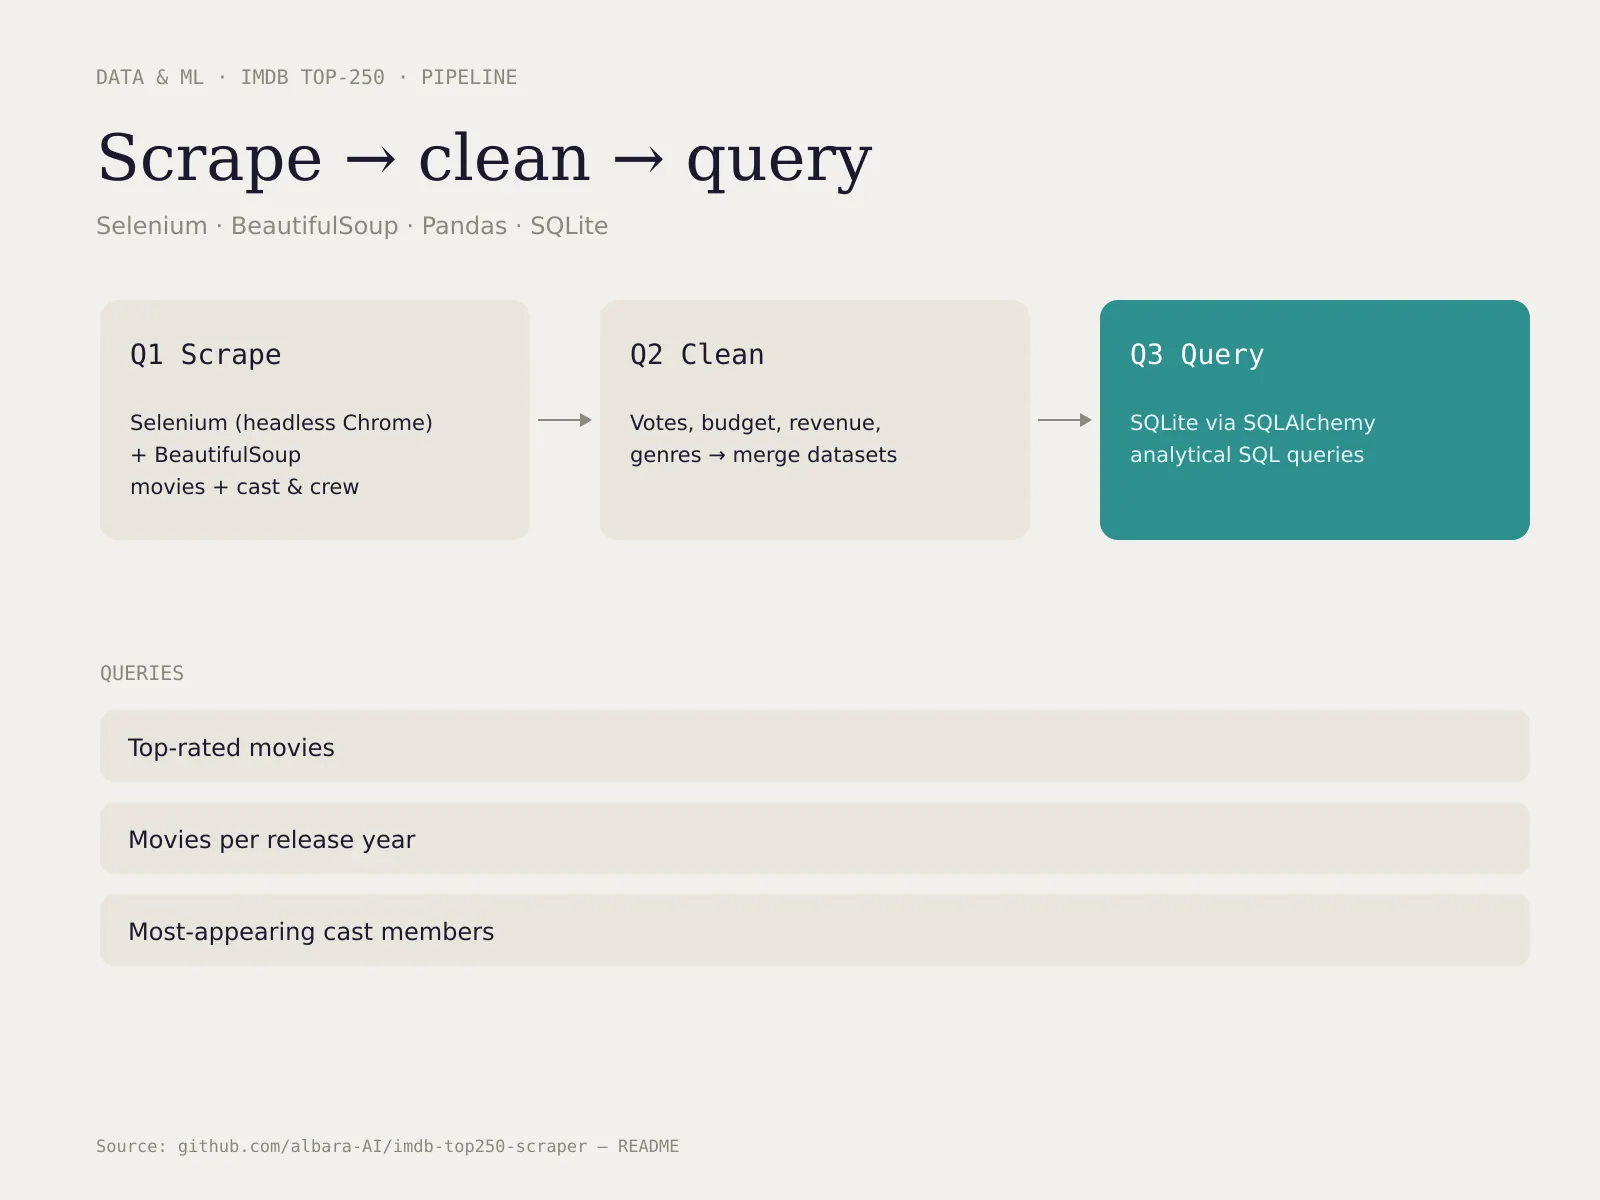 DATA & ML · IMDB TOP-250 · PIPELINE
Scrape → clean → query
Selenium · BeautifulSoup · Pandas · SQLite
Q1 Scrape
Selenium (headless Chrome)
+ BeautifulSoup
movies + cast & crew
Q2 Clean
Votes, budget, revenue,
genres → merge datasets
Q3 Query
SQLite via SQLAlchemy
analytical SQL queries
QUERIES
Top-rated movies
Movies per release year
Most-appearing cast members
Source: github.com/albara-AI/imdb-top250-scraper — README